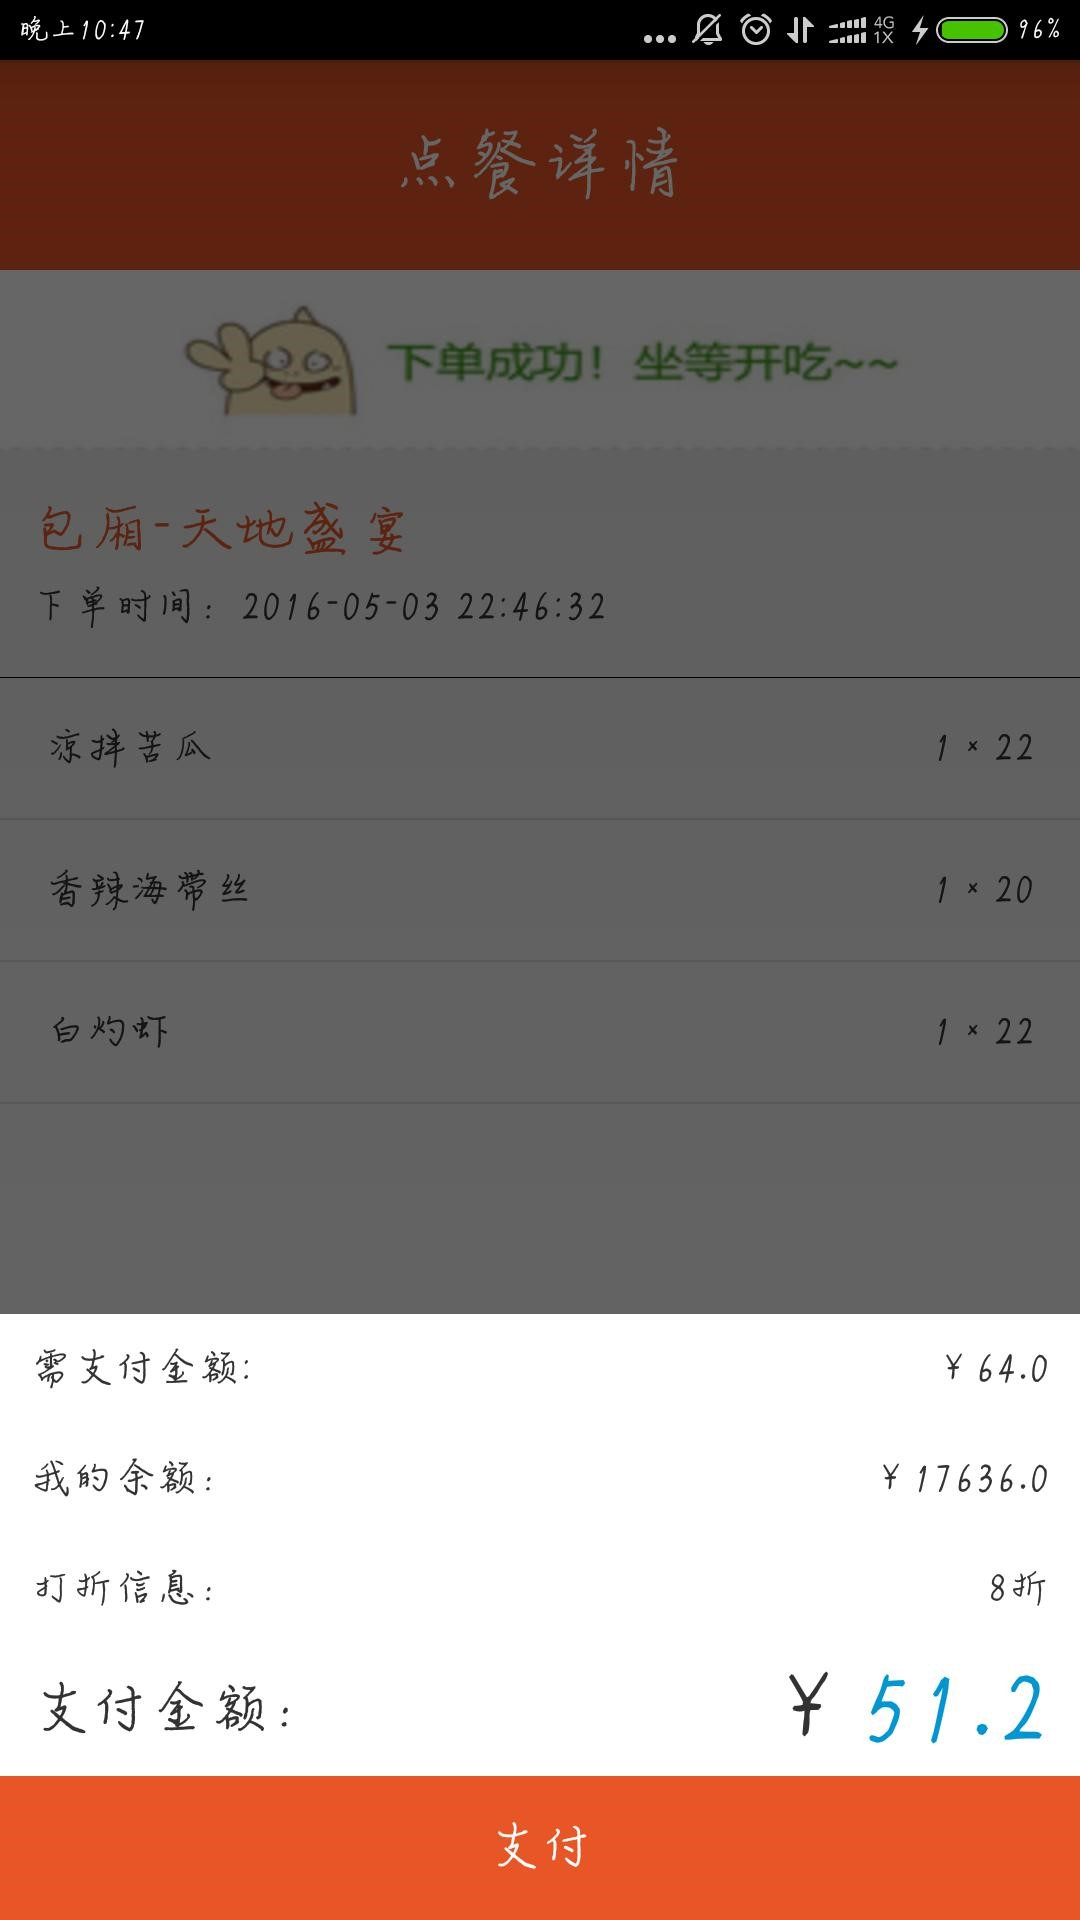 晚上10:47 4G 1X 96%
点餐详情
下单成功！坐等开吃~~
包厢-天地盛宴
下单时间：2016-05-03 22:46:32
凉拌苦瓜 1 × 22
香辣海带丝 1 × 20
白灼虾 1 × 22
需支付金额: ¥ 64.0
我的余额： ¥ 17636.0
打折信息： 8折
支付金额： ¥ 51.2
支付